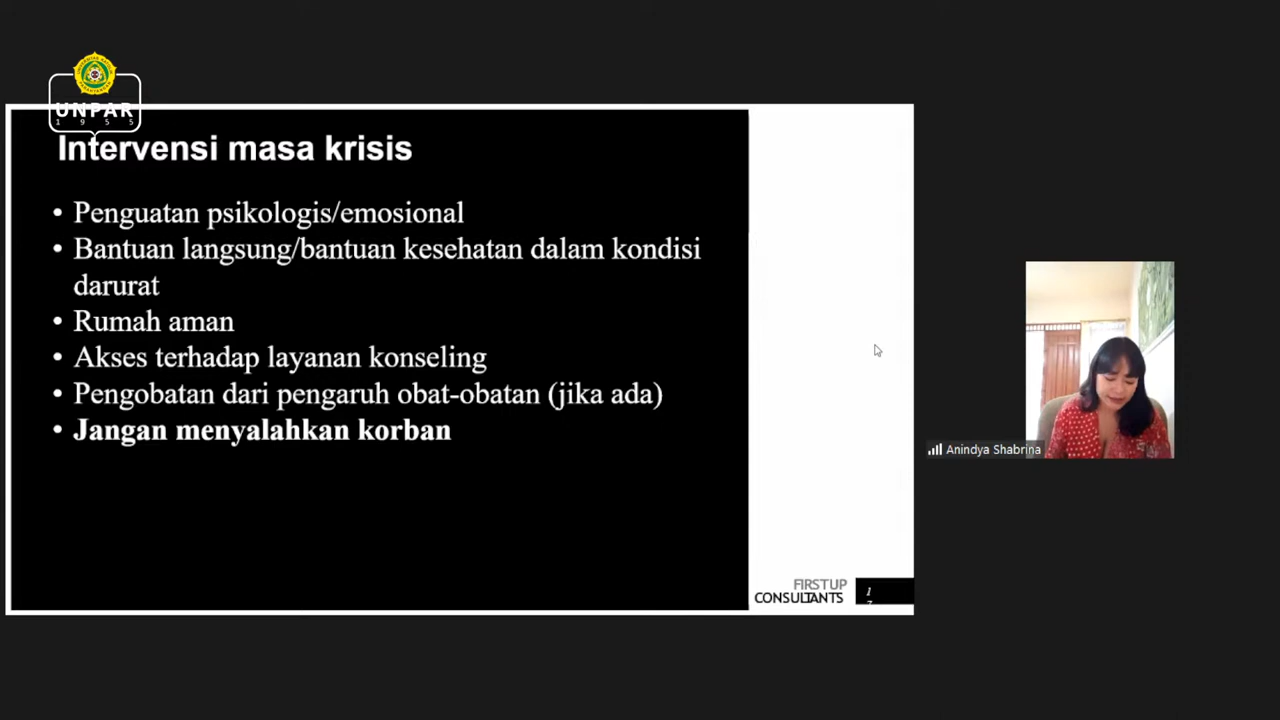 UNPAR
1955
Intervensi masa krisis
• Penguatan psikologis/emosional
• Bantuan langsung/bantuan kesehatan dalam kondisi
darurat
• Rumah aman
• Akses terhadap layanan konseling
• Pengobatan dari pengaruh obat-obatan (jika ada)
• Jangan menyalahkan korban
Anindya Shabrina
FIRSTUP
CONSULTANTS